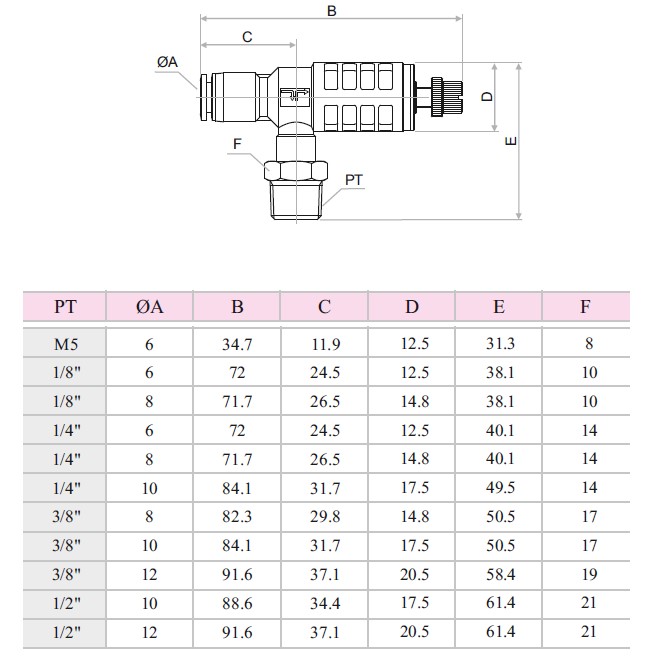 B
C
ØA
D
E
F
PT
PT ØA B C D E F
M5 6 34.7 11.9 12.5 31.3 8
1/8" 6 72 24.5 12.5 38.1 10
1/8" 8 71.7 26.5 14.8 38.1 10
1/4" 6 72 24.5 12.5 40.1 14
1/4" 8 71.7 26.5 14.8 40.1 14
1/4" 10 84.1 31.7 17.5 49.5 14
3/8" 8 82.3 29.8 14.8 50.5 17
3/8" 10 84.1 31.7 17.5 50.5 17
3/8" 12 91.6 37.1 20.5 58.4 19
1/2" 10 88.6 34.4 17.5 61.4 21
1/2" 12 91.6 37.1 20.5 61.4 21